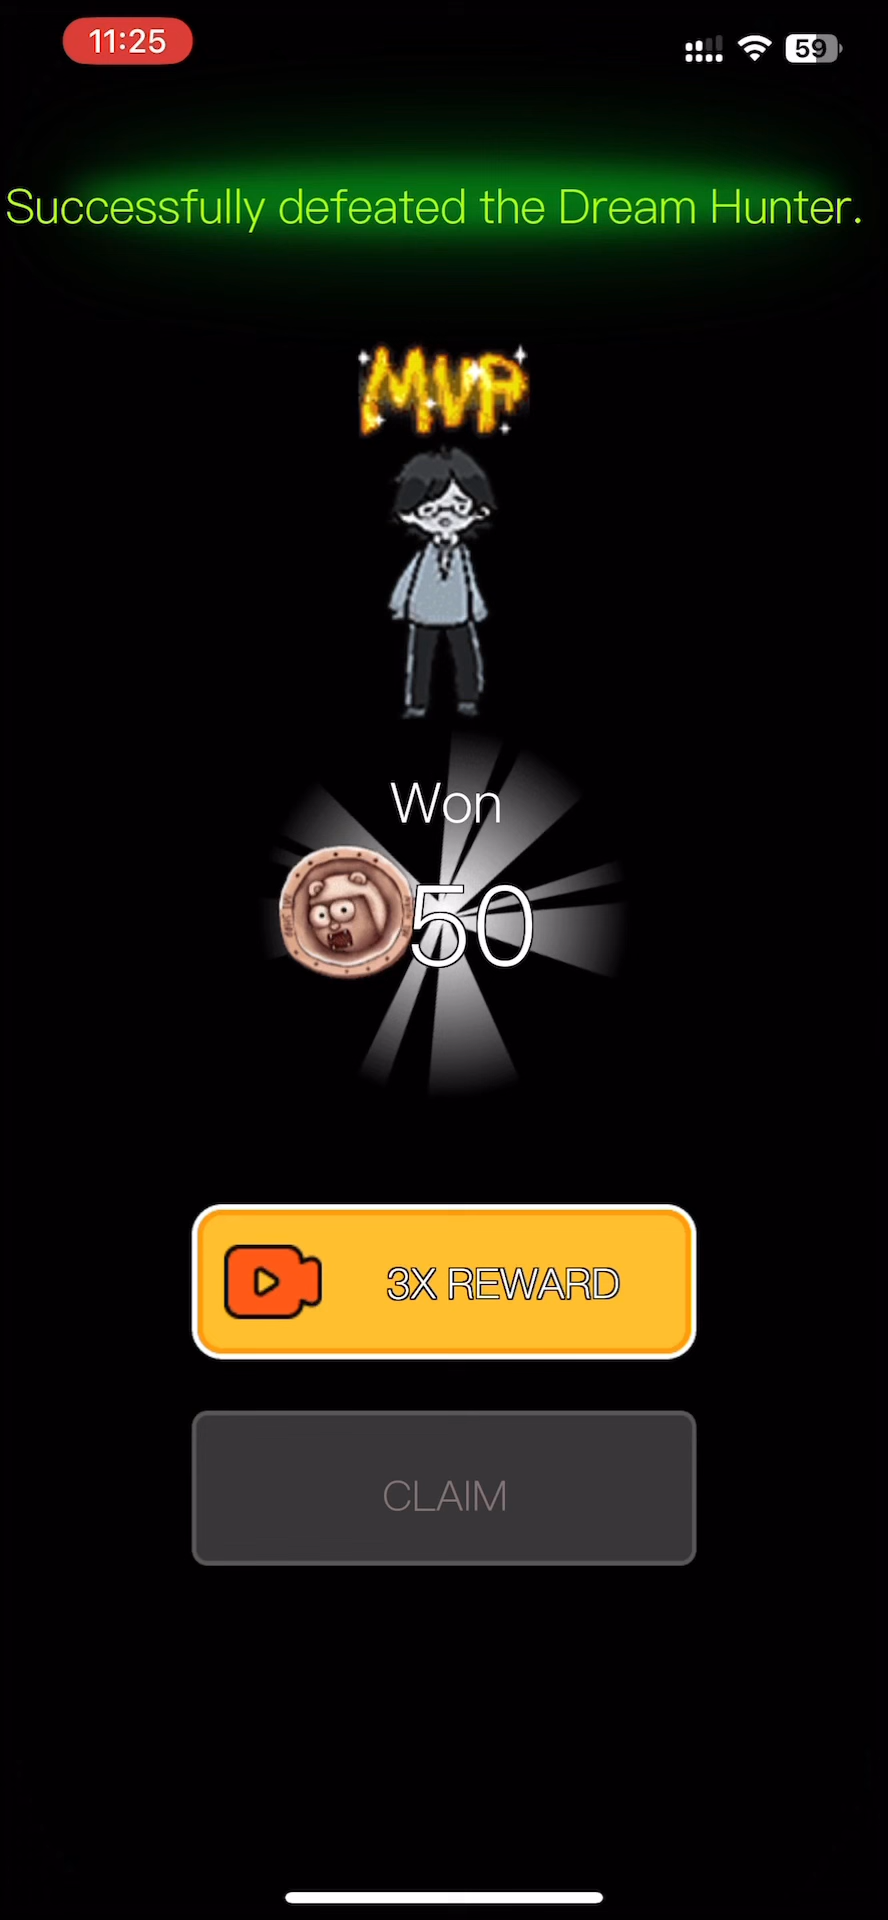 11:25
59
Successfully defeated the Dream Hunter.
MVP
Won
50
3X REWARD
CLAIM